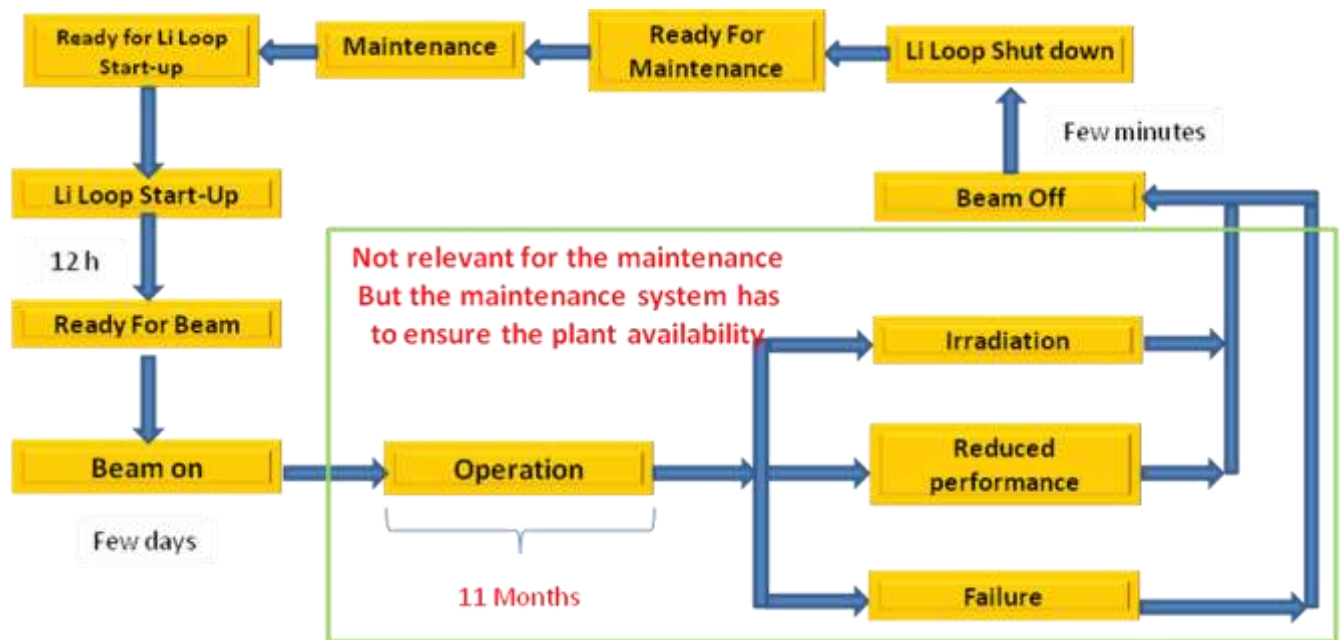 Ready for Li Loop
Start-up
Maintenance
Ready For
Maintenance
Li Loop Shut down
Few minutes
Li Loop Start-Up
Beam Off
12 h
Not relevant for the maintenance
But the maintenance system has
to ensure the plant availability
Ready For Beam
Irradiation
Beam on
Operation
Reduced
performance
Few days
11 Months
Failure